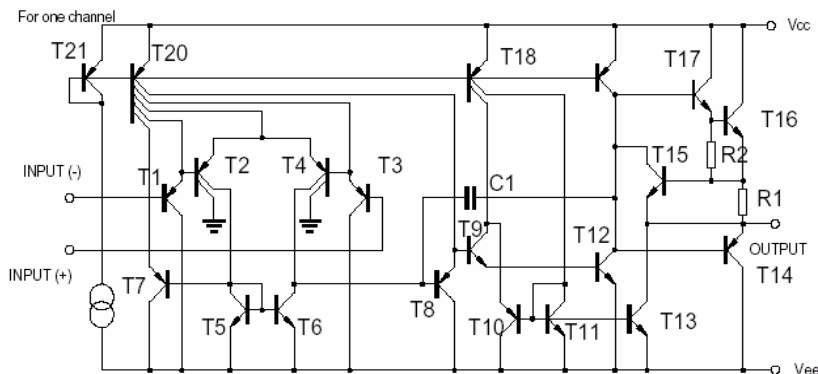 For one channel
Vcc
T21
T20
T18
T17
T16
R2
T15
INPUT (-)
T1
T2
T4
T3
C1
R1
T9
T12
OUTPUT
INPUT (+)
T7
T8
T14
T5
T6
T10
T11
T13
Vee